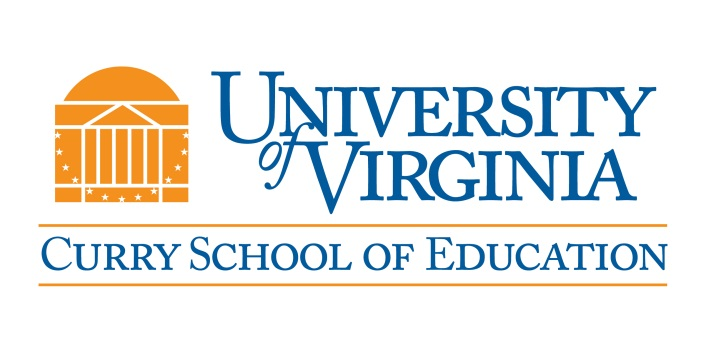 UNIVERSITY
of VIRGINIA
CURRY SCHOOL OF EDUCATION